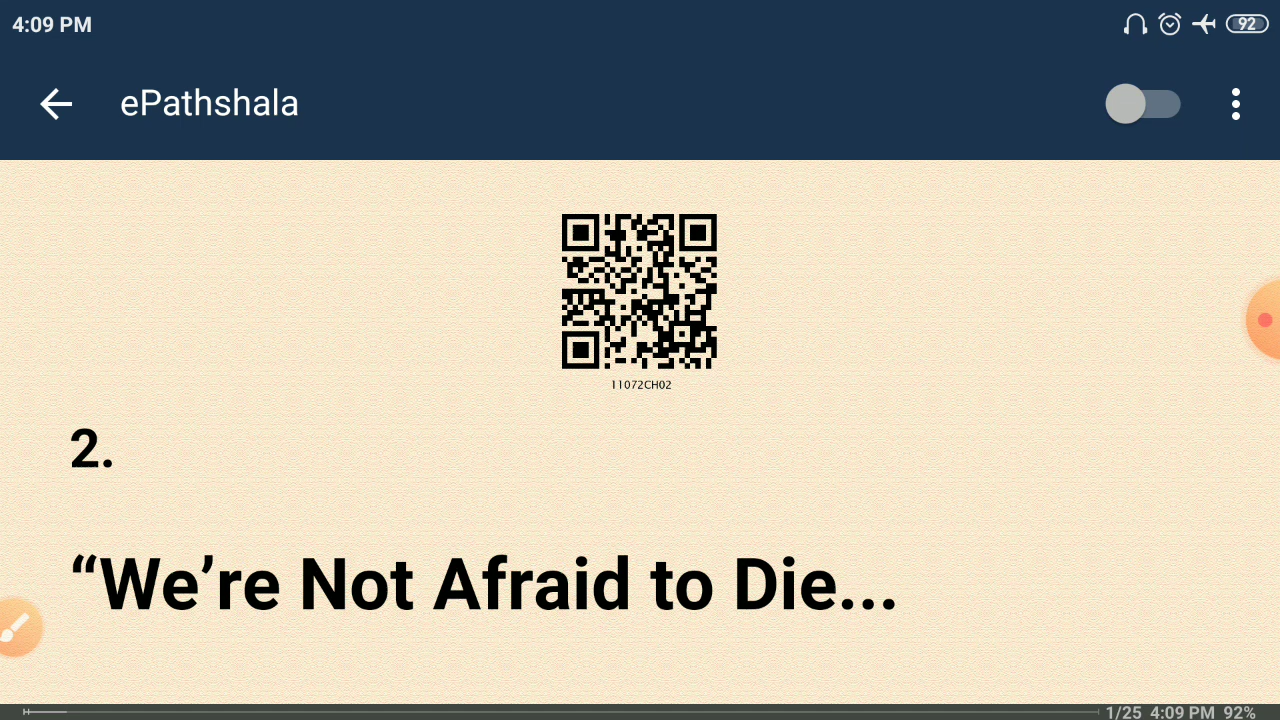 4:09 PM
92
ePathshala
11072CH02
2.
“We’re Not Afraid to Die...
1/25 4:09 PM 92%